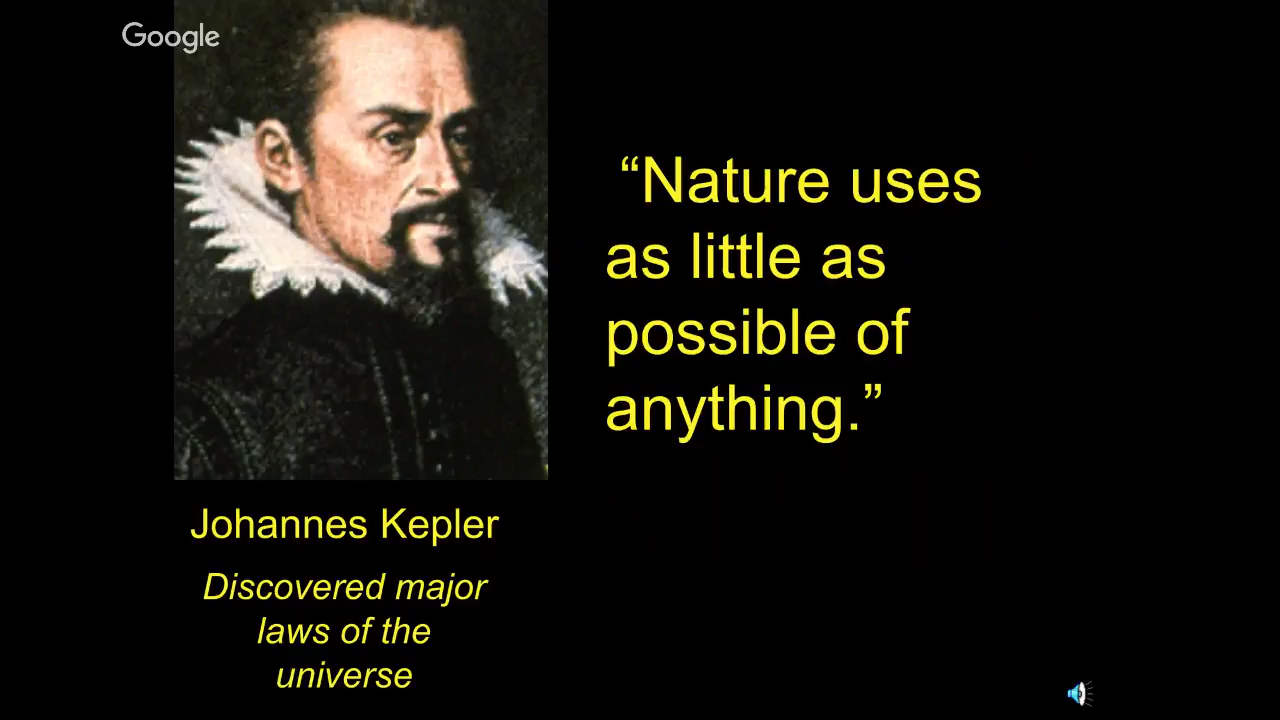 Google
“Nature uses
as little as
possible of
anything.”
Johannes Kepler
Discovered major
laws of the
universe